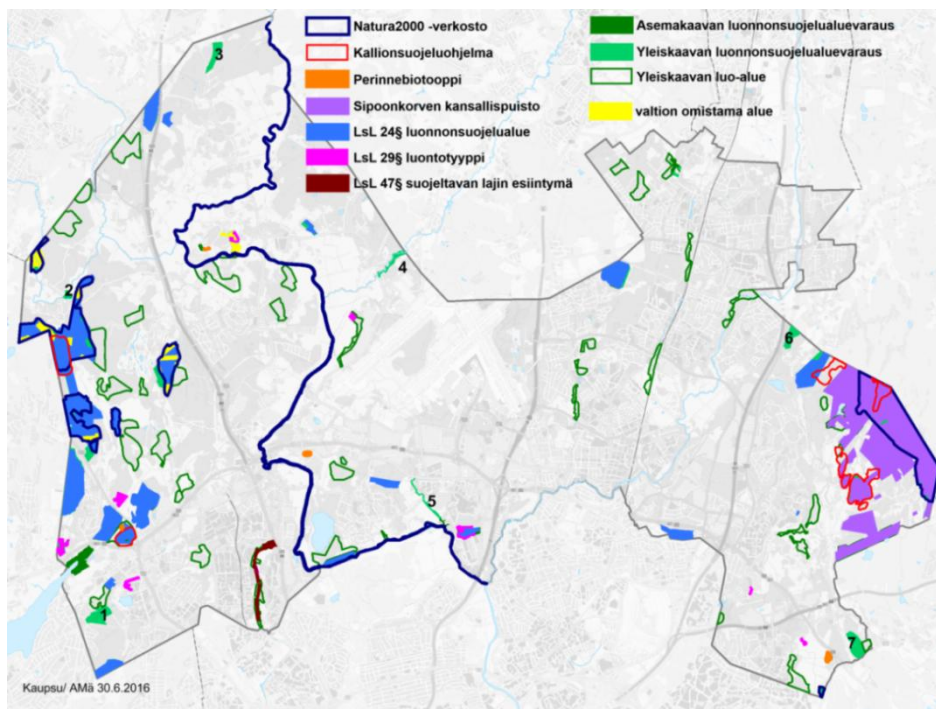 Natura2000 -verkosto
Kallionsuojeluohjelma
Perinnebiotooppi
Sipoonkorven kansallispuisto
LsL 24§ luonnonsuojelualue
LsL 29§ luontotyyppi
LsL 47§ suojeltavan lajin esiintymä
Asemakaavan luonnonsuojelualuevaraus
Yleiskaavan luonnonsuojelualuevaraus
Yleiskaavan luo-alue
valtion omistama alue
3
4
2
6
5
1
7
Kaupsu/ AMä 30.6.2016